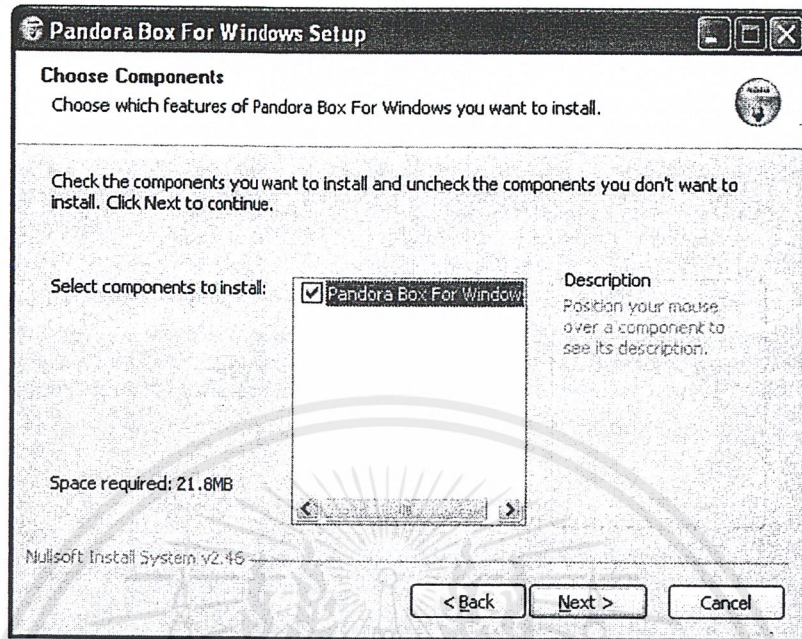 Pandora Box For Windows Setup
Choose Components
Choose which features of Pandora Box For Windows you want to install.
Check the components you want to install and uncheck the components you don't want to
install. Click Next to continue.
Select components to install:
Pandora Box For Window
Description
Position your mouse
over a component to
see its description.
Space required: 21.8MB
Nullsoft Install System v2.46
< Back
Next >
Cancel